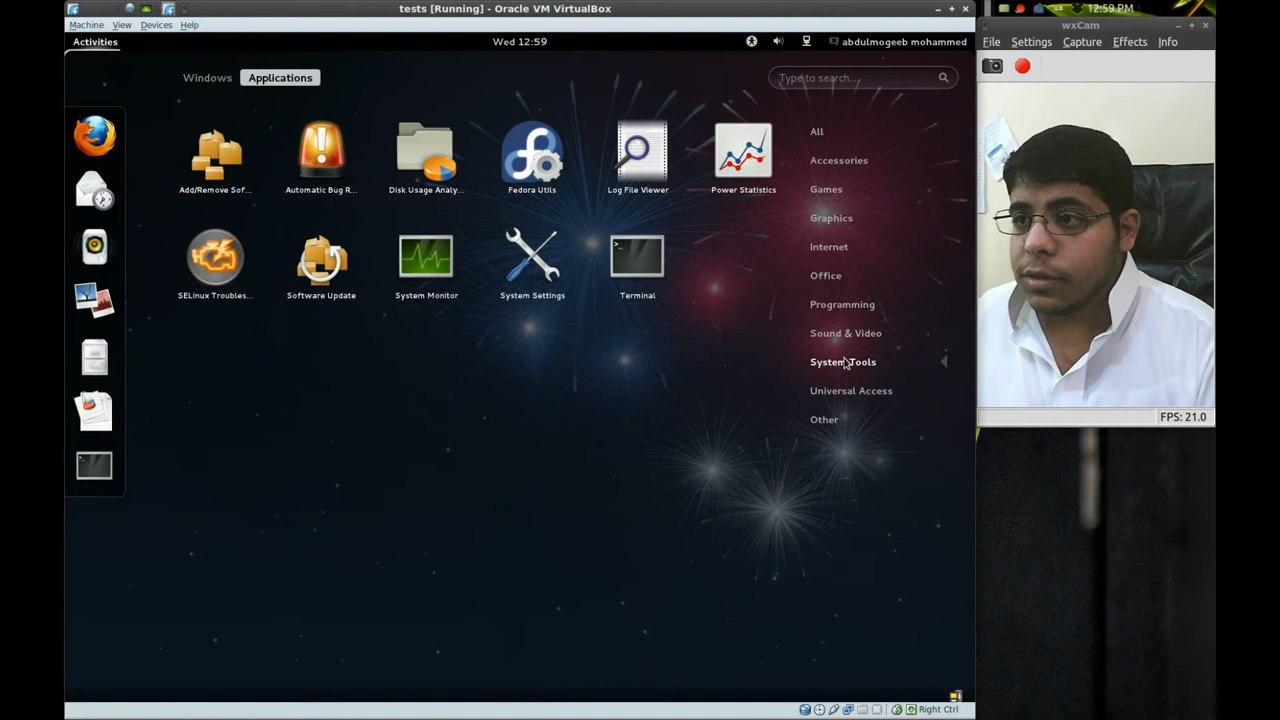 tests [Running] - Oracle VM VirtualBox
Machine View Devices Help
Activities
Wed 12:59
abdulmogeeb mohammed
Windows
Applications
Type to search...
Add/Remove Sof...
Automatic Bug R...
Disk Usage Analy...
Fedora Utils
Log File Viewer
Power Statistics
SELinux Troubles...
Software Update
System Monitor
System Settings
Terminal
All
Accessories
Games
Graphics
Internet
Office
Programming
Sound & Video
System Tools
Universal Access
Other
Right Ctrl
12:59 PM
wxCam
File Settings Capture Effects Info
FPS: 21.0